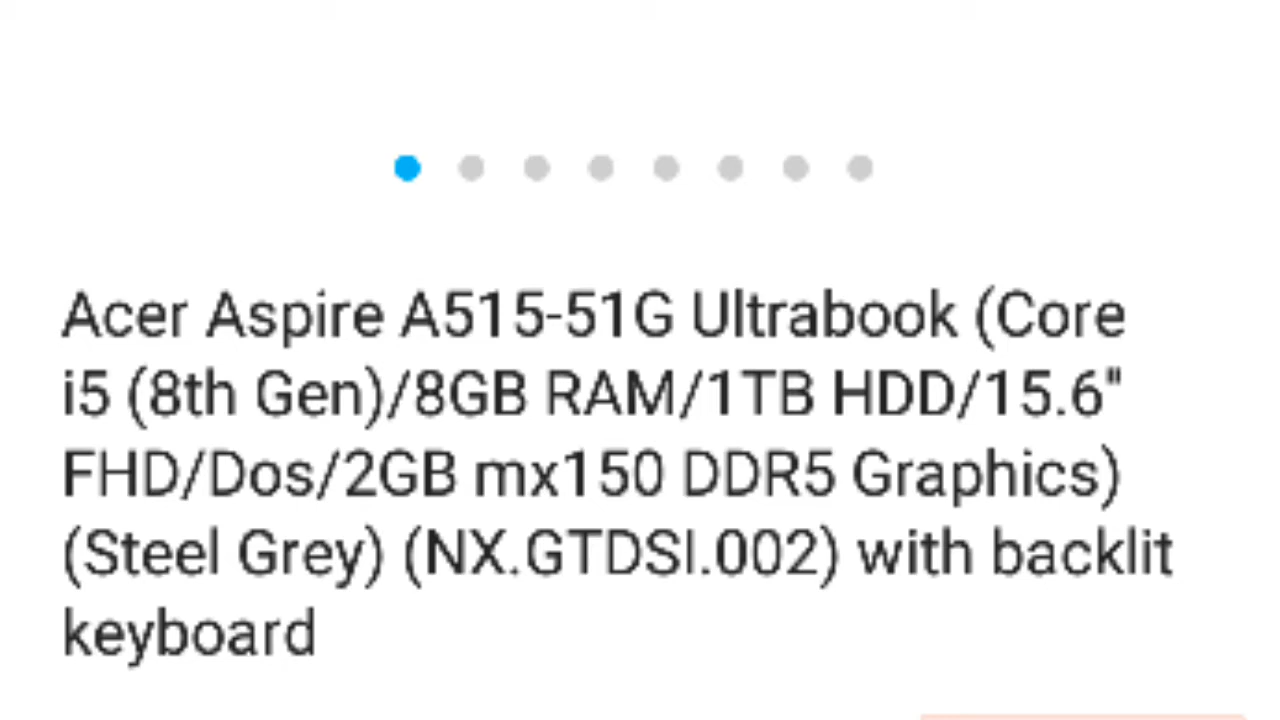 Acer Aspire A515-51G Ultrabook (Core
i5 (8th Gen)/8GB RAM/1TB HDD/15.6"
FHD/Dos/2GB mx150 DDR5 Graphics)
(Steel Grey) (NX.GTDSI.002) with backlit
keyboard